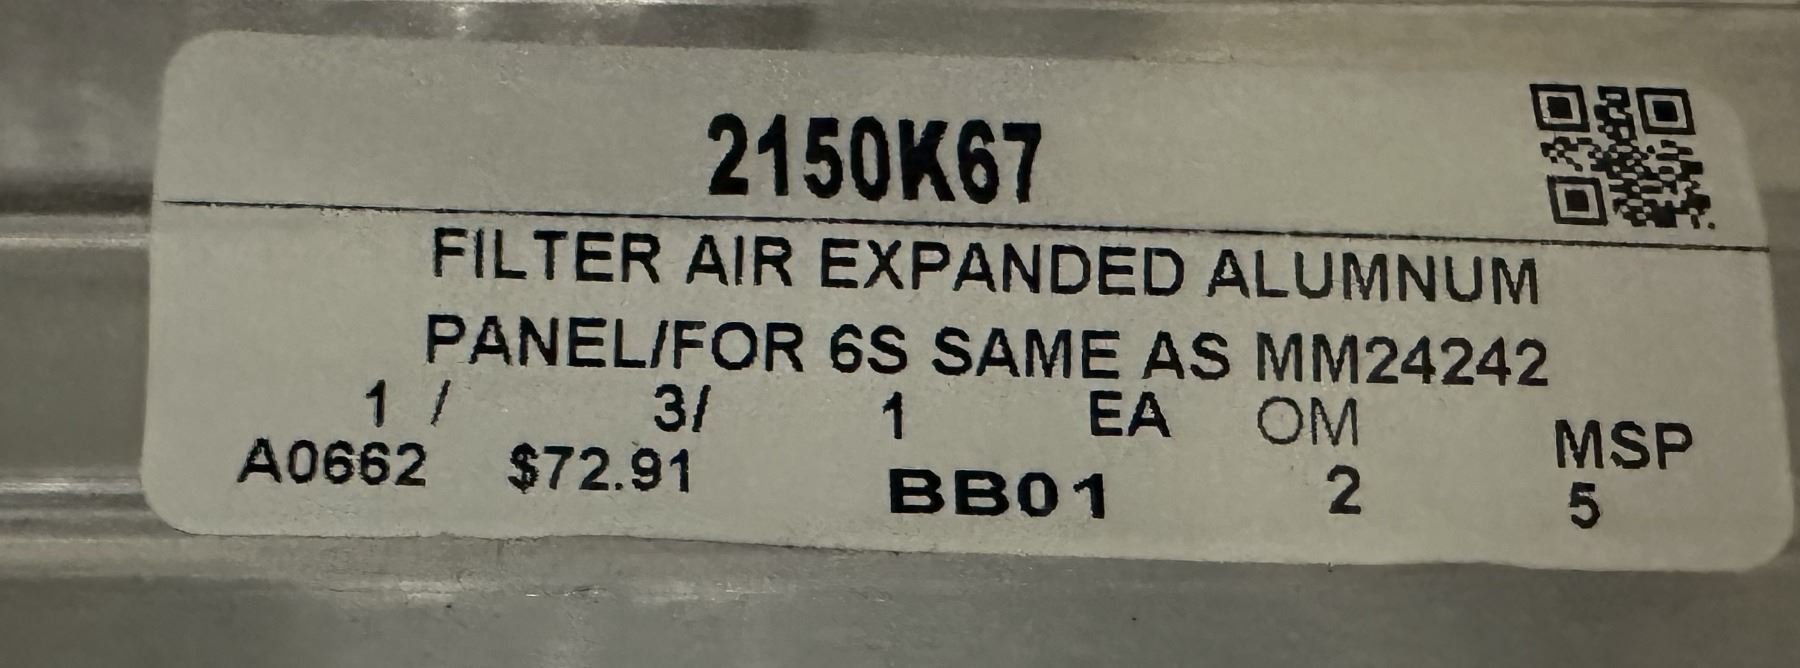 2150K67
FILTER AIR EXPANDED ALUMNUM
PANEL/FOR 6S SAME AS MM24242
1 / 3/ 1 EA OM MSP
A0662 $72.91 BB01 2 5